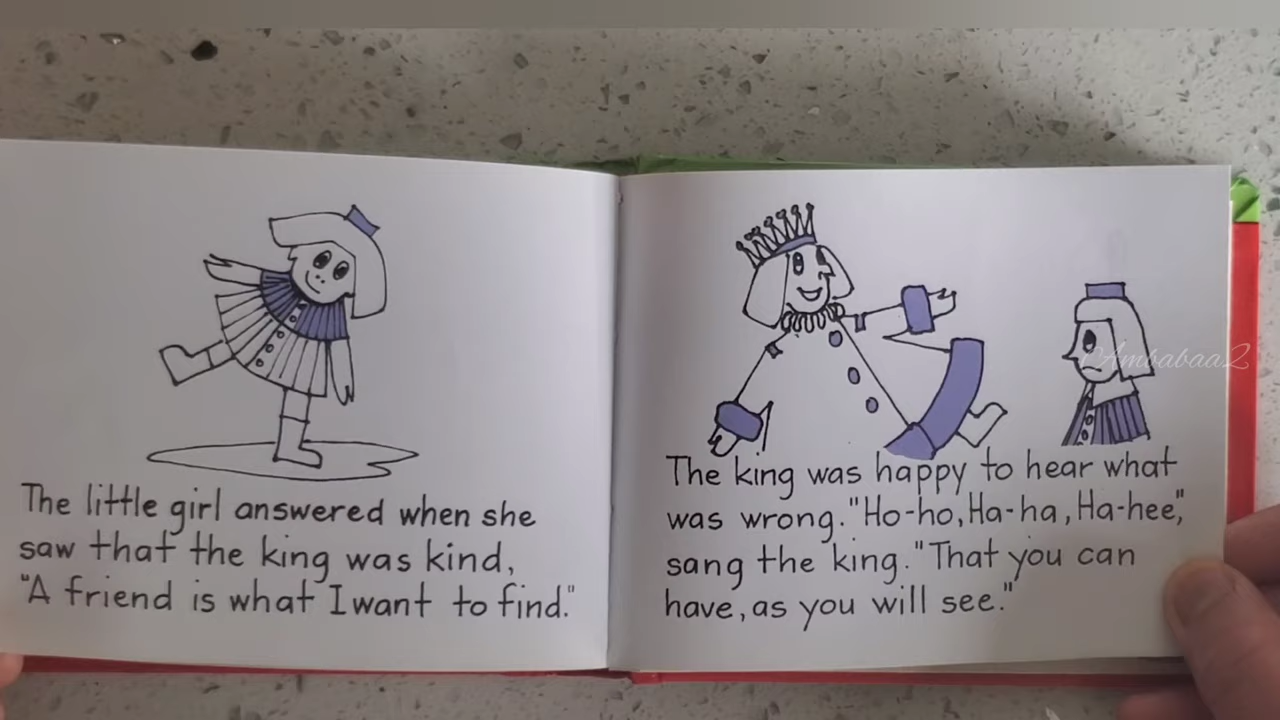 The little girl answered when she
saw that the king was kind,
"A friend is what I want to find."
The king was happy to hear what
was wrong. "Ho-ho, Ha-ha, Ha-hee,"
sang the king. "That you can
have, as you will see."
Ambabaa2